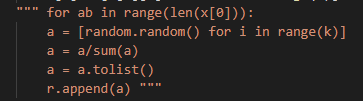 """ for ab in range(len(x[0])):
    a = [random.random() for i in range(k)]
    a = a/sum(a)
    a = a.tolist()
    r.append(a) """